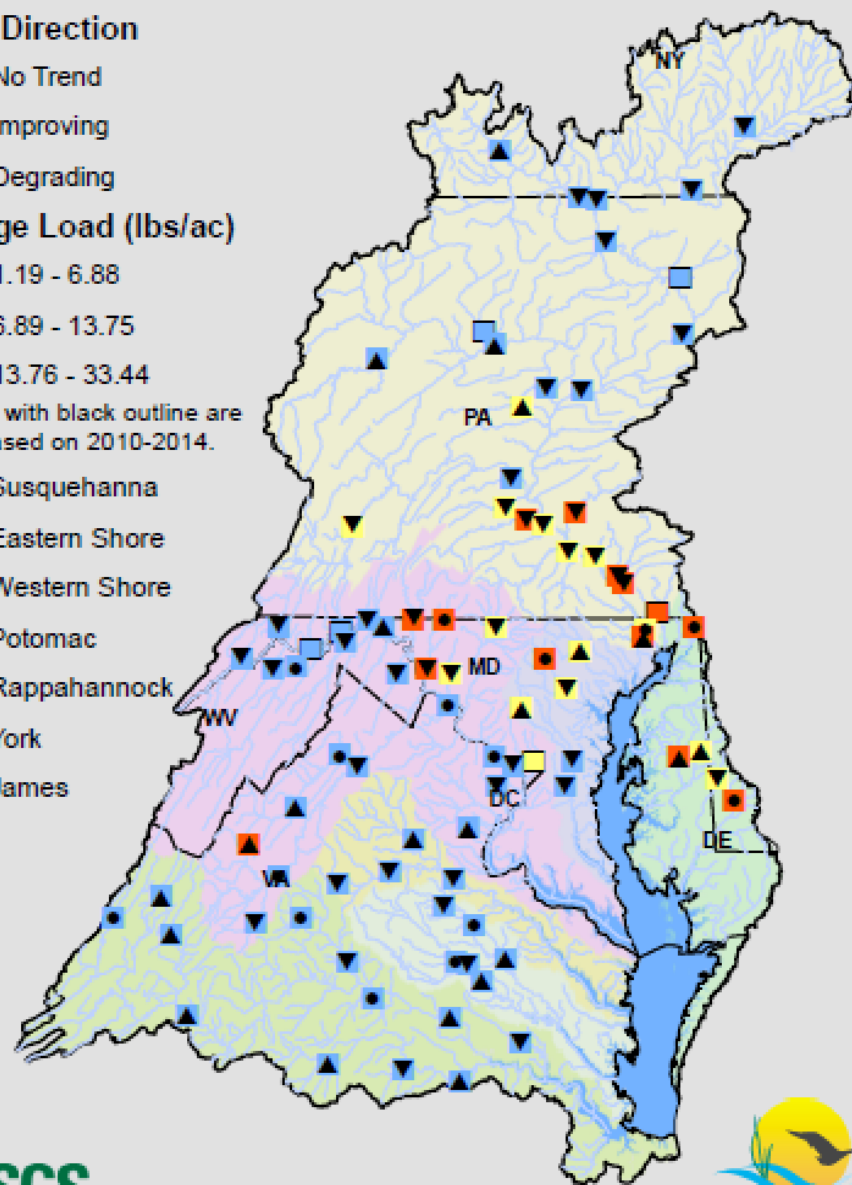 Direction
No Trend
mproving
Degrading
ge Load (lbs/ac)
1.19 - 6.88
6.89 - 13.75
13.76 - 33.44
with black outline are
ased on 2010-2014.
Susquehanna
Eastern Shore
Western Shore
Potomac
Rappahannock
York
James
NY
PA
MD
WV
DC
DE
VA
SGS